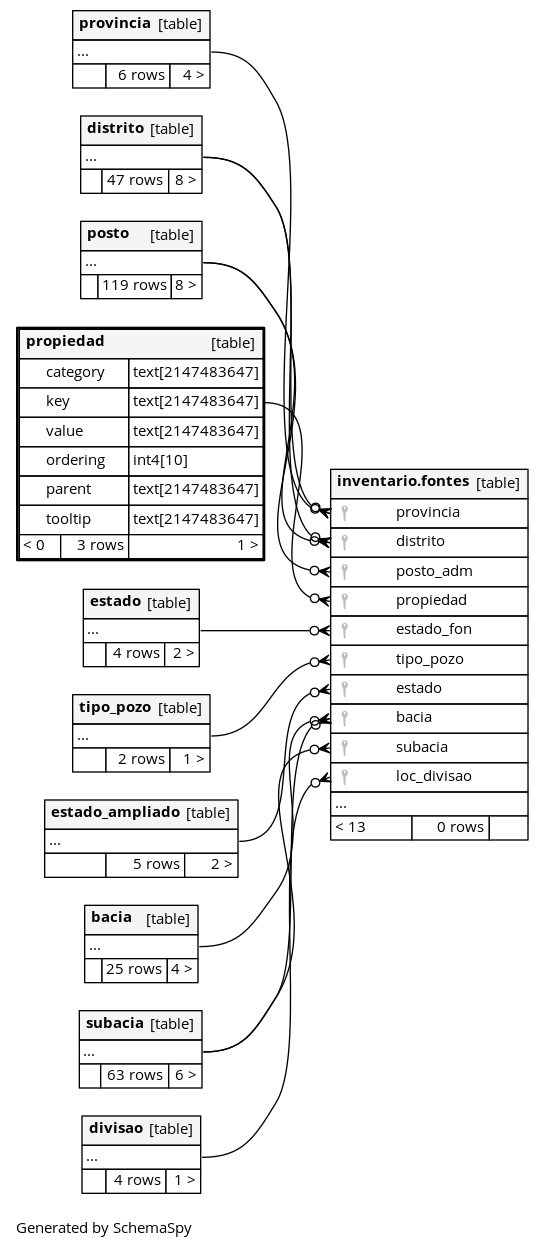 provincia [table]
...
6 rows 4 >
distrito [table]
...
47 rows 8 >
posto [table]
...
119 rows 8 >
propiedad [table]
category text[2147483647]
key text[2147483647]
value text[2147483647]
ordering int4[10]
parent text[2147483647]
tooltip text[2147483647]
< 0 3 rows 1 >
estado [table]
...
4 rows 2 >
tipo_pozo [table]
...
2 rows 1 >
estado_ampliado [table]
...
5 rows 2 >
bacia [table]
...
25 rows 4 >
subacia [table]
...
63 rows 6 >
divisao [table]
...
4 rows 1 >
inventario.fontes [table]
provincia
distrito
posto_adm
propiedad
estado_fon
tipo_pozo
estado
bacia
subacia
loc_divisao
...
< 13 0 rows
Generated by SchemaSpy